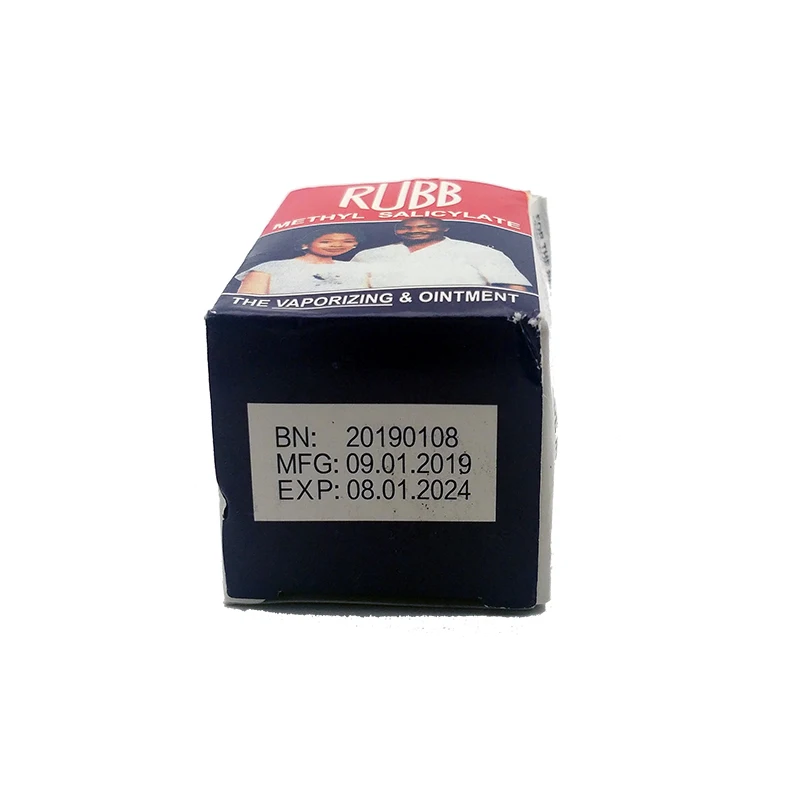 RUBB
METHYL SALICYLATE
THE VAPORIZING & OINTMENT
BN: 20190108
MFG: 09.01.2019
EXP: 08.01.2024